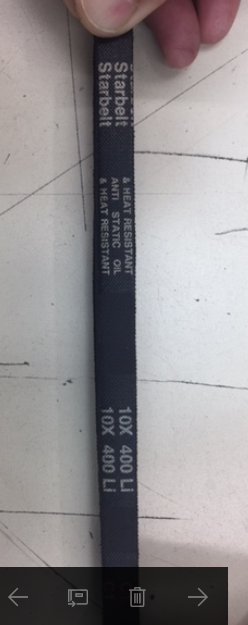 Starbelt
Starbelt
& HEAT RESISTANT
ANTI STATIC OIL
& HEAT RESISTANT
10X 400 Li
10X 400 Li